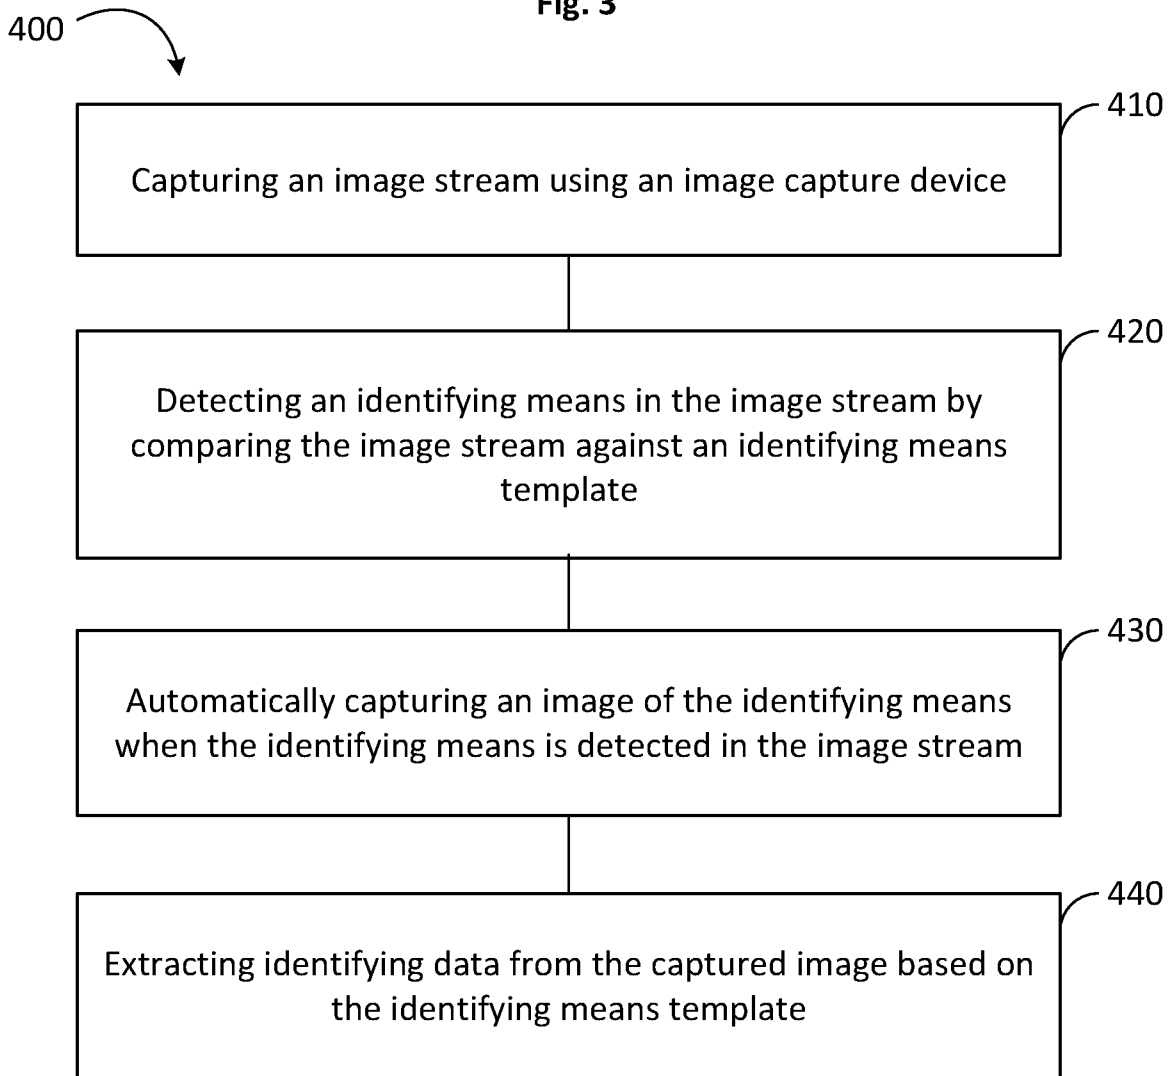 Fig. 3
400
410
Capturing an image stream using an image capture device
420
Detecting an identifying means in the image stream by
comparing the image stream against an identifying means
template
430
Automatically capturing an image of the identifying means
when the identifying means is detected in the image stream
440
Extracting identifying data from the captured image based on
the identifying means template